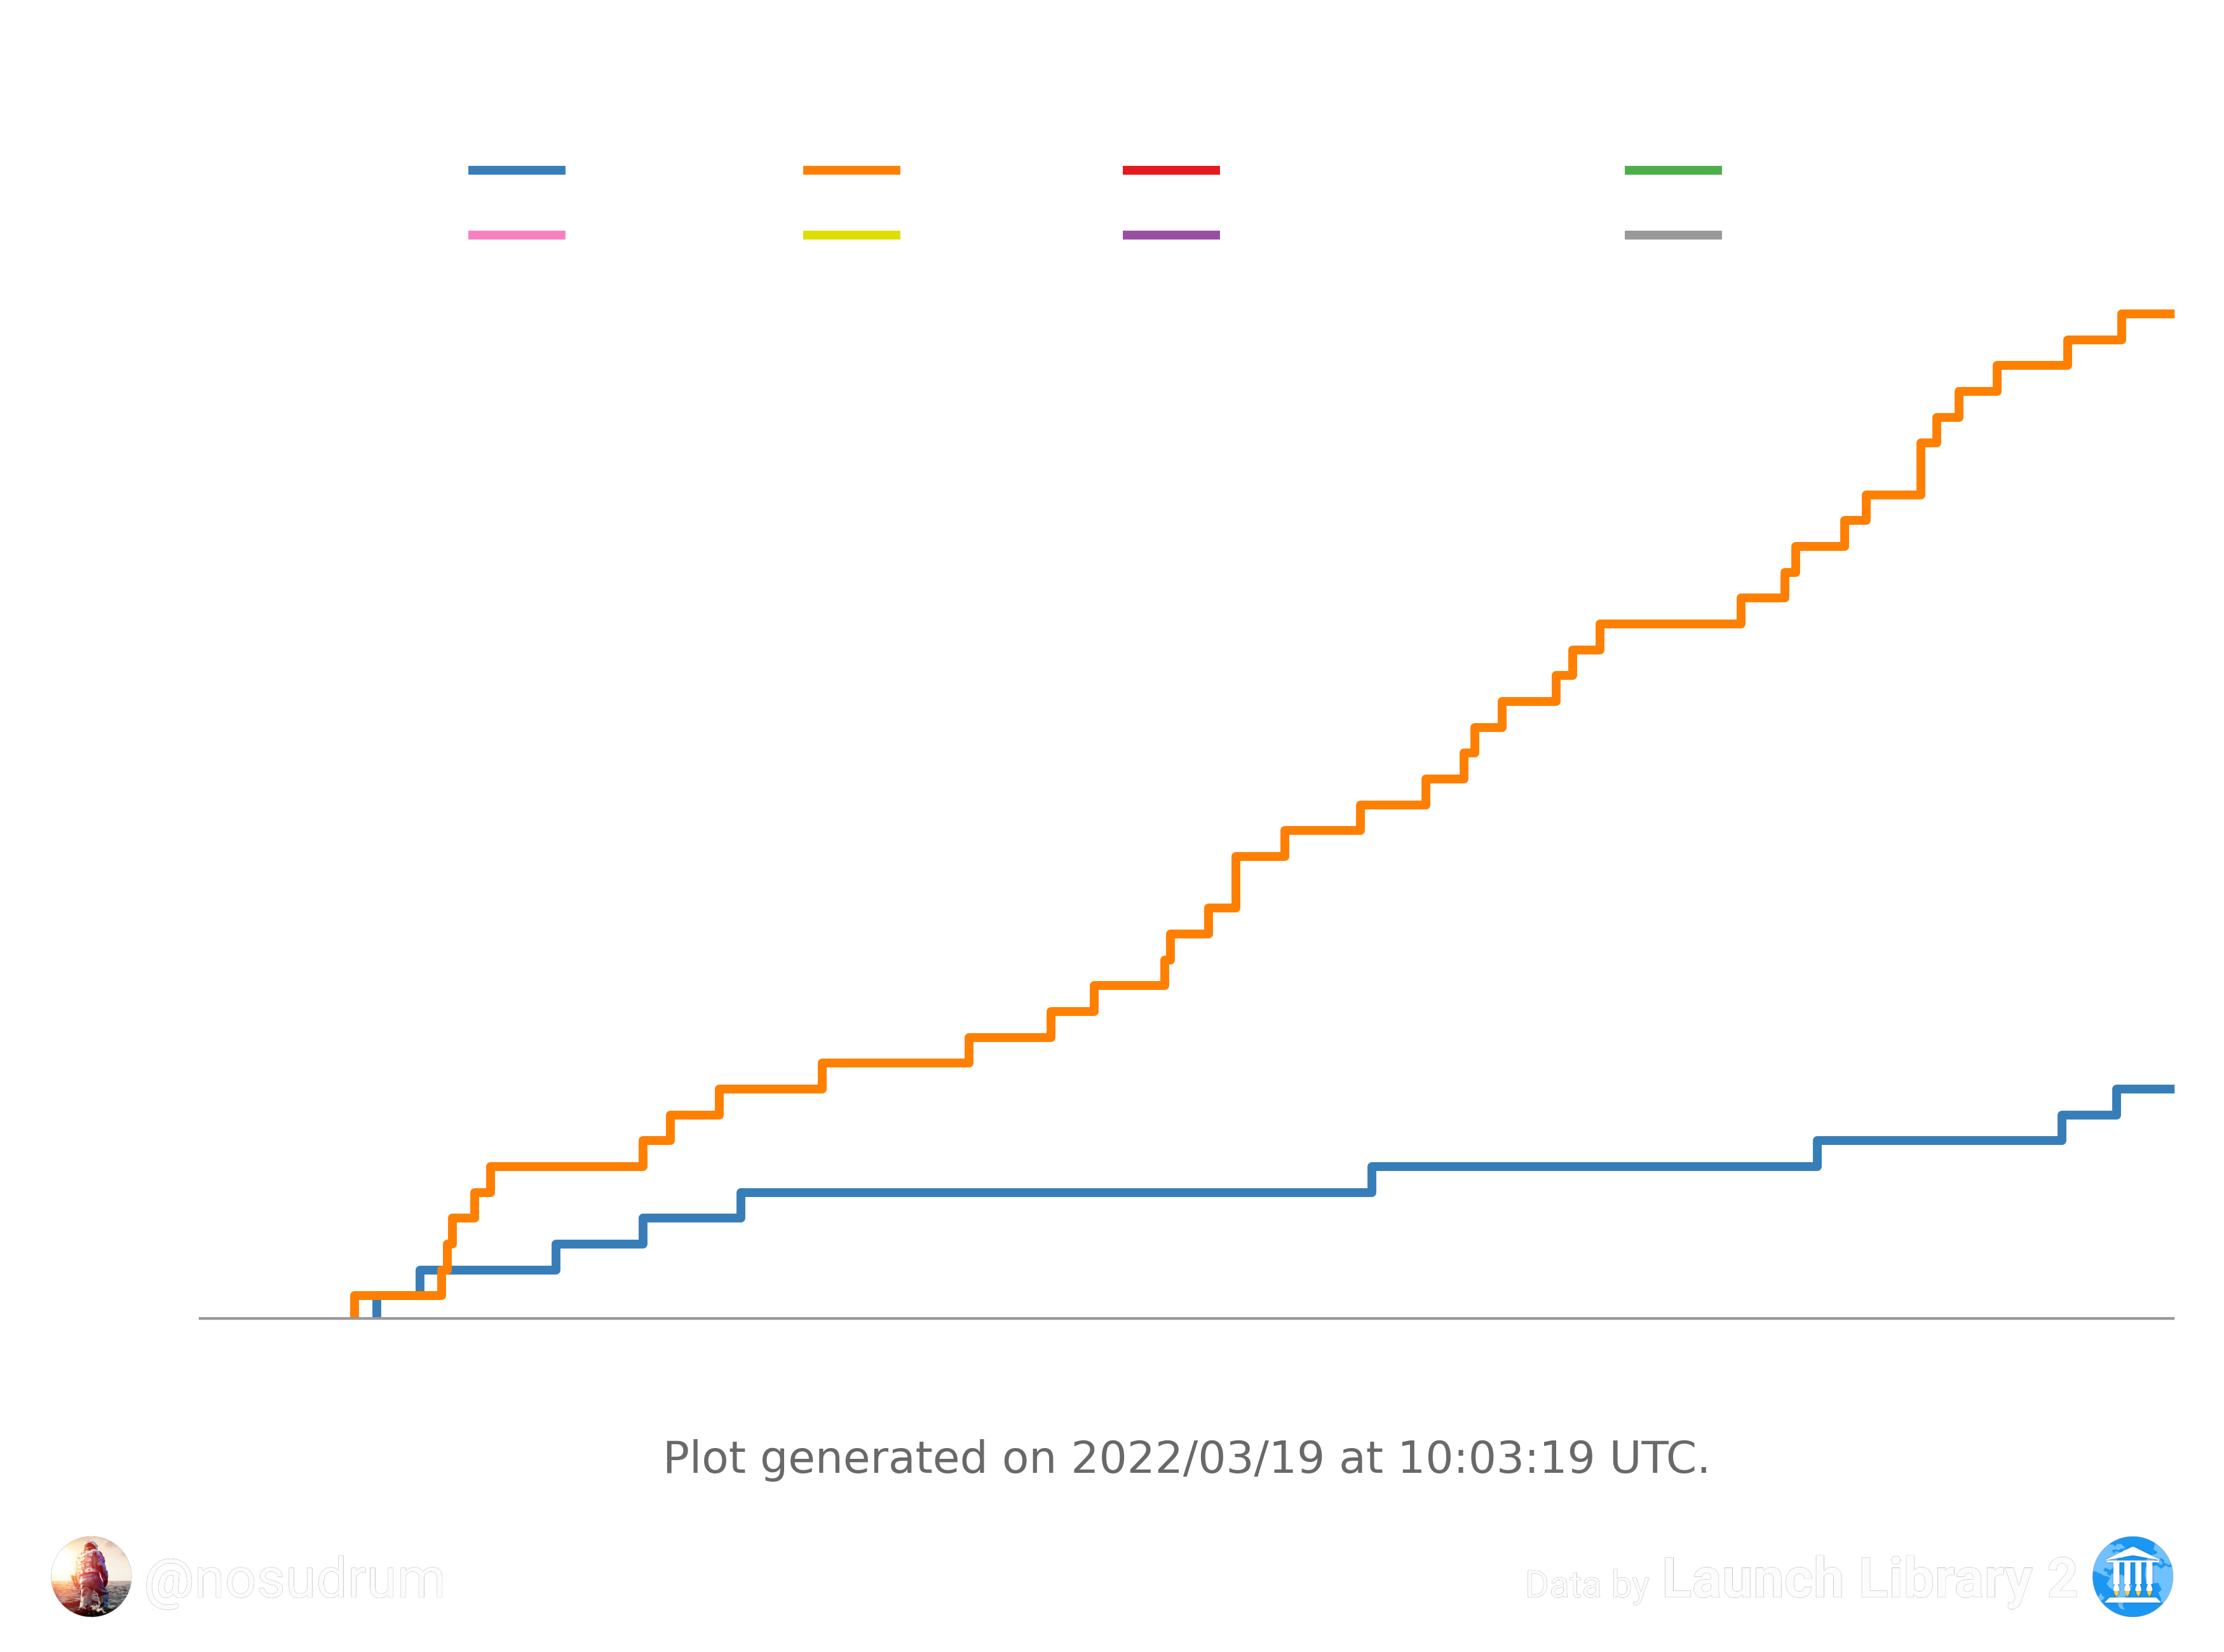 Plot generated on 2022/03/19 at 10:03:19 UTC.
@nosudrum
Data by Launch Library 2